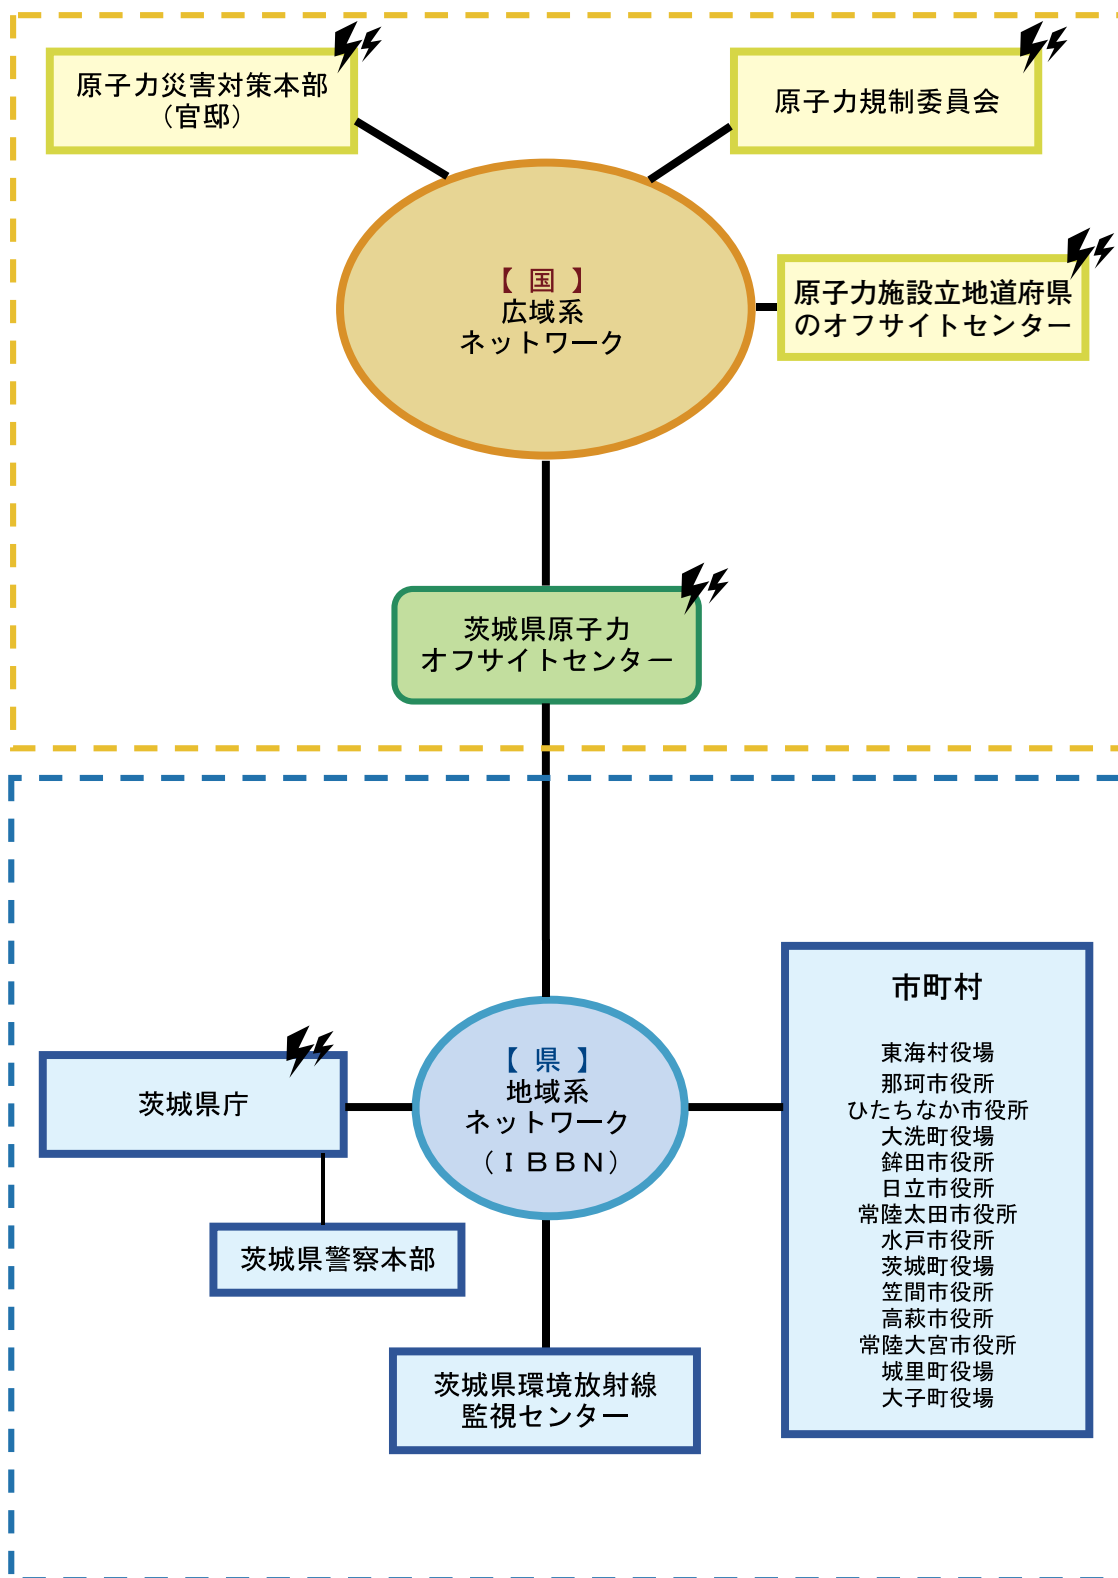 原子力災害対策本部
（官邸）
原子力規制委員会
【 国 】
広域系
ネットワーク
原子力施設立地道府県
のオフサイトセンター
茨城県原子力
オフサイトセンター
【 県 】
地域系
ネットワーク
（ＩＢＢＮ）
茨城県庁
茨城県警察本部
茨城県環境放射線
監視センター
市町村
東海村役場
那珂市役所
ひたちなか市役所
大洗町役場
鉾田市役所
日立市役所
常陸太田市役所
水戸市役所
茨城町役場
笠間市役所
高萩市役所
常陸大宮市役所
城里町役場
大子町役場